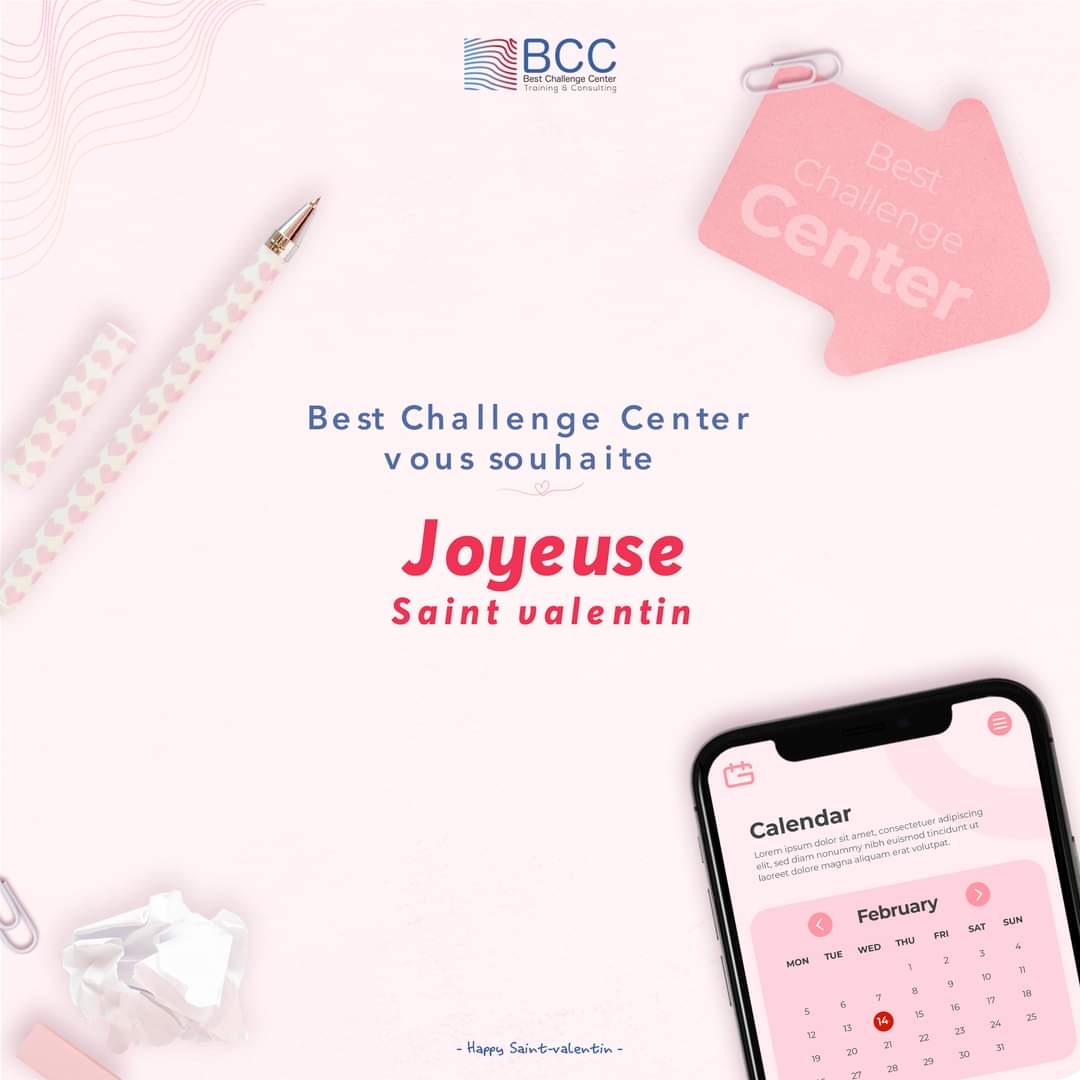 BCC
Best Challenge Center
Training & Consulting
Best
Challenge
Center
Best Challenge Center
vous souhaite
Joyeuse
Saint valentin
Calendar
Lorem ipsum dolor sit amet, consectetuer adipiscing
elit, sed diam nonummy nibh euismod tincidunt ut
laoreet dolore magna aliquam erat volutpat.
February
MON TUE WED THU FRI SAT SUN
1 2 3 4
5 6 7 8 9 10 11
12 13 14 15 16 17 18
19 20 21 22 23 24 25
27 28 29 30 31
- Happy Saint-valentin -